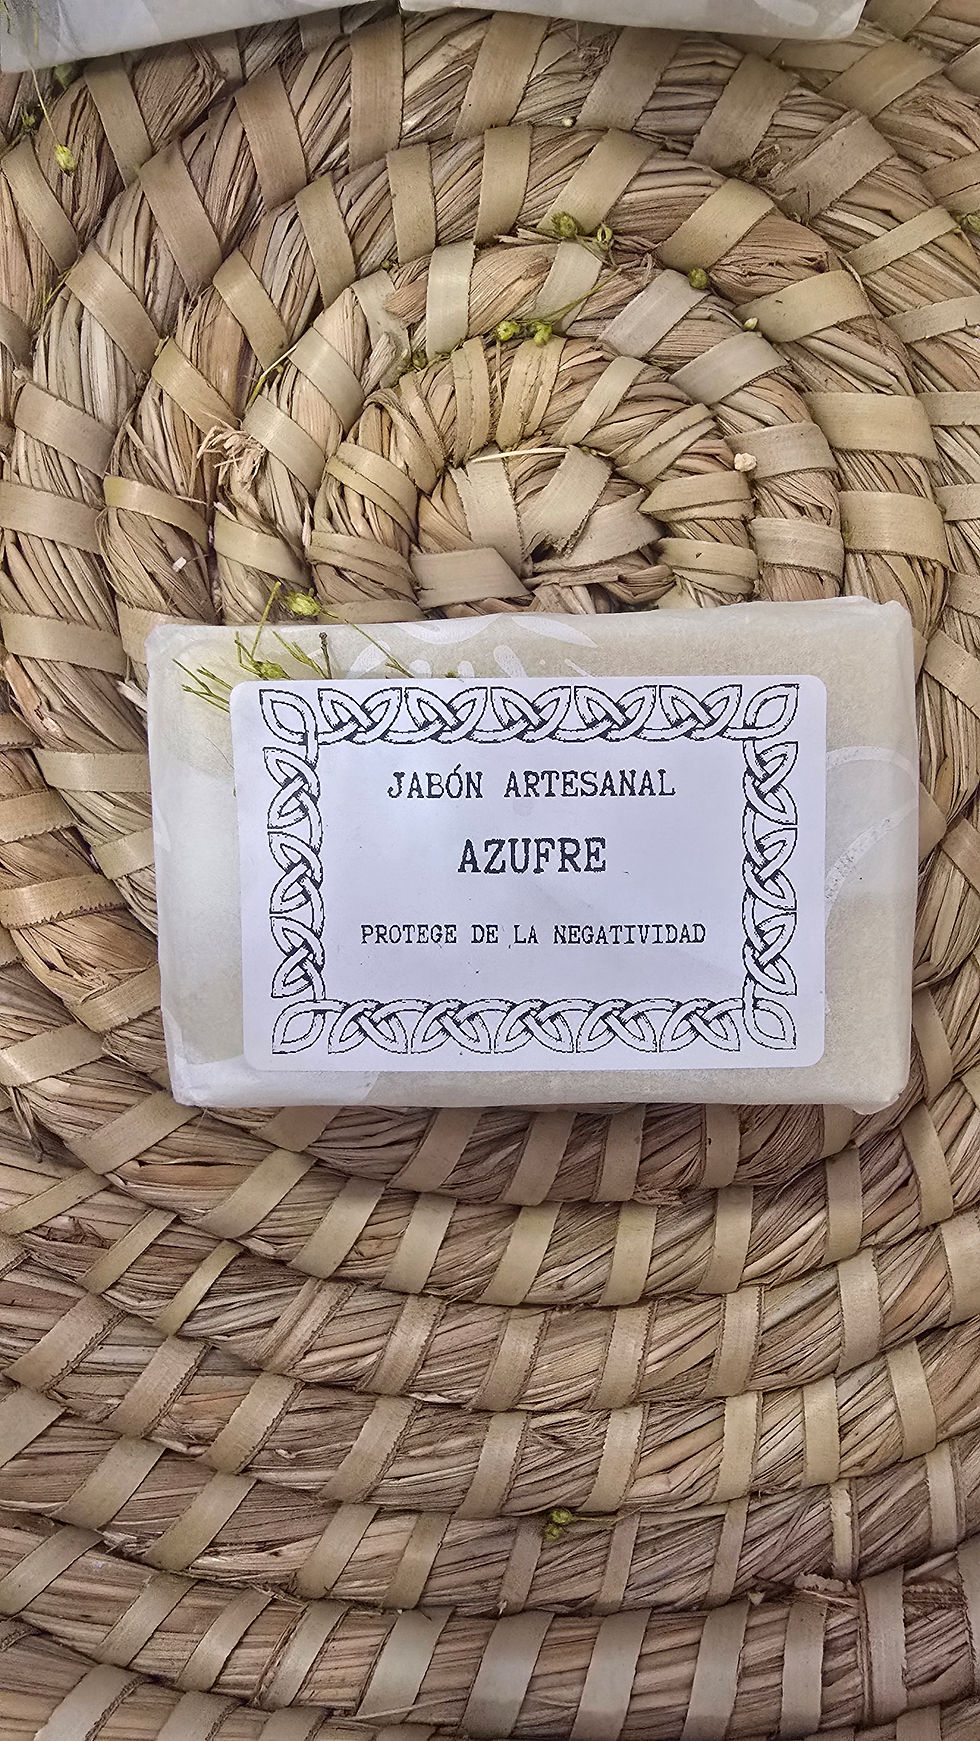 JABÓN ARTESANAL
AZUFRE
PROTEGE DE LA NEGATIVIDAD